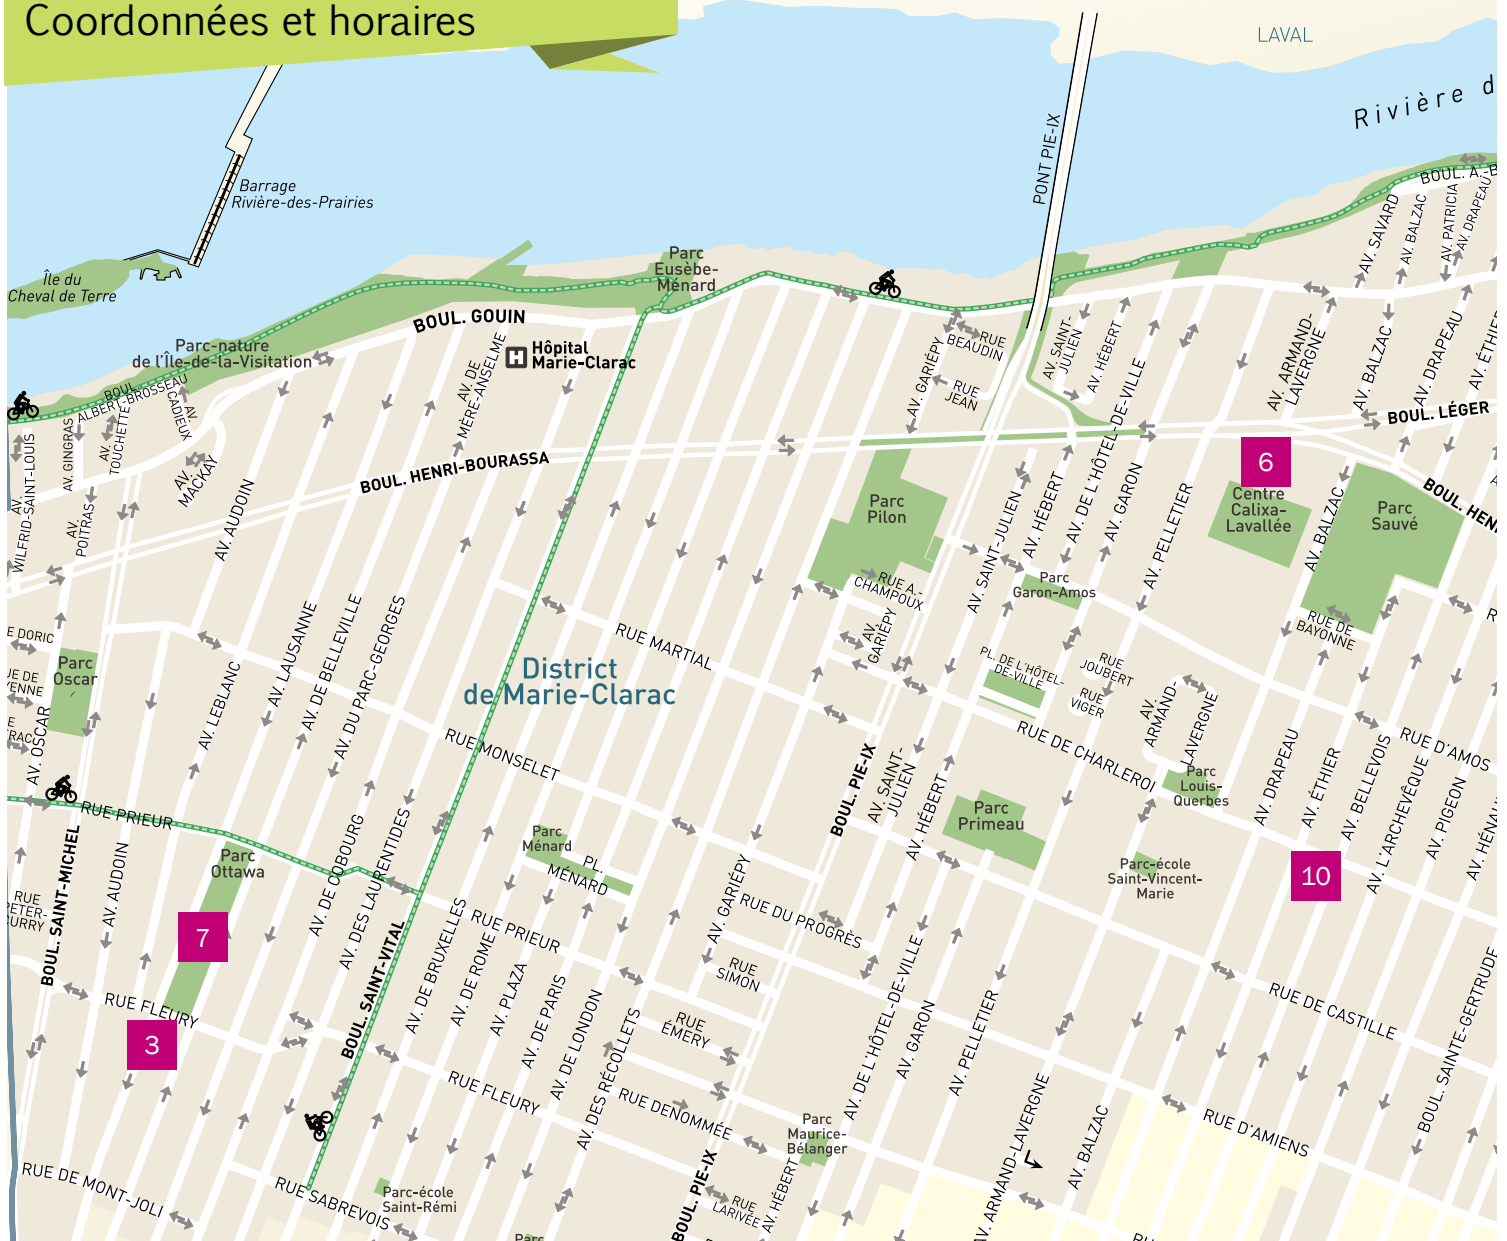 Coordonnées et horaires
LAVAL
Rivière d
PONT PIE-IX
Barrage
Rivière-des-Prairies
Île du
Cheval de Terre
BOUL. A.-B
AV. SAVARD
AV. BALZAC
AV. PATRICIA
AV. DRAPEAU
Parc
Eusèbe-
Ménard
BOUL. GOUIN
Parc-nature
de l'Île-de-la-Visitation
BOUL.
ALBERT-BROSSEAU
Hôpital
Marie-Clarac
H
AV. DE
MÈRE-ANSELME
RUE
BEAUDIN
AV. GARIÉPY
RUE
JEAN
AV. SAINT-
JULIEN
AV. HÉBERT
AV. DE L'HÔTEL-DE-VILLE
AV. ARMAND-
LAVERGNE
AV. BALZAC
AV. DRAPEAU
AV. ÉTHIER
BOUL. LÉGER
AV.
WILFRID-SAINT-LOUIS
AV. GINGRAS
AV.
TOUCHETTE
AV.
CADIEUX
AV.
MACKAY
AV.
POITRAS
AV. AUDOIN
BOUL. HENRI-BOURASSA
6
Centre
Calixa-
Lavallée
Parc
Sauvé
BOUL. HEN
Parc
Pilon
AV. SAINT-JULIEN
AV. HÉBERT
AV. GARON
AV. PELLETIER
AV. BALZAC
RUE A.-
CHAMPOUX
Parc
Garon-Amos
RUE DE
BAYONNE
E DORIC
Parc
Oscar
AV. OSCAR
AV. LEBLANC
AV. LAUSANNE
AV. DE BELLEVILLE
AV. DU PARC-GEORGES
RUE MARTIAL
AV.
GARIÉPY
District
de Marie-Clarac
PL. DE L'HÔTEL-
DE-VILLE
RUE
JOUBERT
RUE
VIGER
AV.
ARMAND-
LAVERGNE
RUE MONSELET
RUE DE CHARLEROI
RUE D'AMOS
Parc
Louis-
Querbes
BOUL. PIE-IX
AV. SAINT-
JULIEN
AV. HÉBERT
AV. DRAPEAU
AV. ÉTHIER
AV. BELLEVOIS
AV. L'ARCHEVÊQUE
AV. PIGEON
AV. HÉNAU
RUE PRIEUR
Parc
Ottawa
Parc
Ménard
PL.
MÉNARD
Parc
Primeau
Parc-école
Saint-Vincent-
Marie
10
BOUL. SAINT-MICHEL
AV. AUDOIN
7
AV. DE COBOURG
AV. DES LAURENTIDES
BOUL. SAINT-VITAL
AV. DE BRUXELLES
AV. DE ROME
AV. PLAZA
AV. DE PARIS
AV. DE LONDON
AV. DES RÉCOLLETS
RUE PRIEUR
AV. GARIÉPY
RUE DU PROGRÈS
RUE
SIMON
RUE
ÉMERY
RUE FLEURY
3
RUE FLEURY
RUE DENOMMÉE
AV. DE L'HÔTEL-DE-VILLE
AV. GARON
AV. PELLETIER
AV. ARMAND-LAVERGNE
AV. BALZAC
RUE DE CASTILLE
RUE D'AMIENS
BOUL. SAINTE-GERTRUDE
Parc
Maurice-
Bélanger
AV. HÉBERT
BOUL. PIE-IX
RUE
LARIVÉE
RUE DE MONT-JOLI
RUE SABREVOIS
Parc-école
Saint-Rémi
Parc